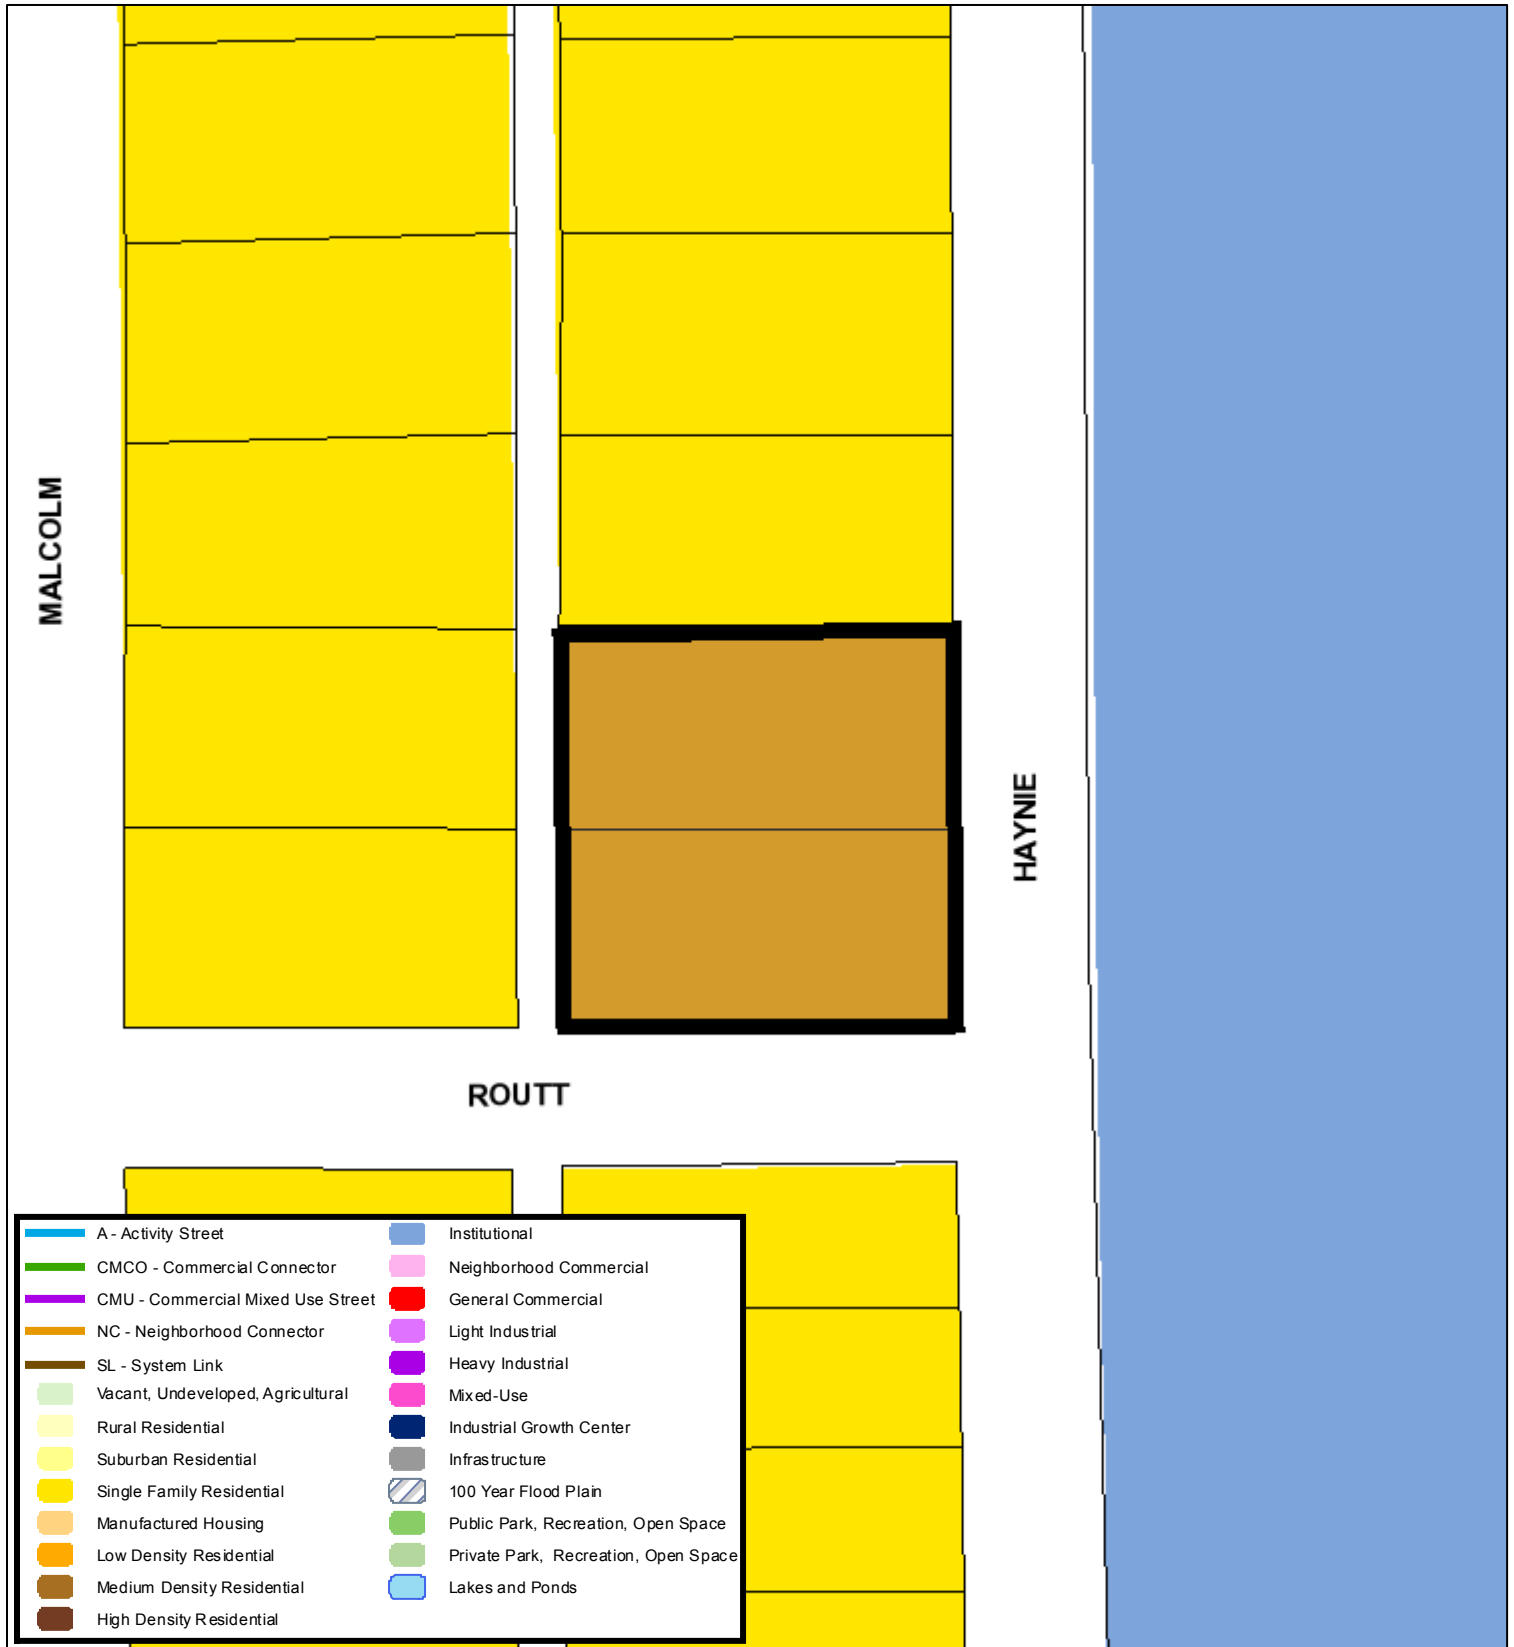 MALCOLM
HAYNIE
ROUTT
A - Activity Street
CMCO - Commercial Connector
CMU - Commercial Mixed Use Street
NC - Neighborhood Connector
SL - System Link
Vacant, Undeveloped, Agricultural
Rural Residential
Suburban Residential
Single Family Residential
Manufactured Housing
Low Density Residential
Medium Density Residential
High Density Residential
Institutional
Neighborhood Commercial
General Commercial
Light Industrial
Heavy Industrial
Mixed-Use
Industrial Growth Center
Infrastructure
100 Year Flood Plain
Public Park, Recreation, Open Space
Private Park, Recreation, Open Space
Lakes and Ponds